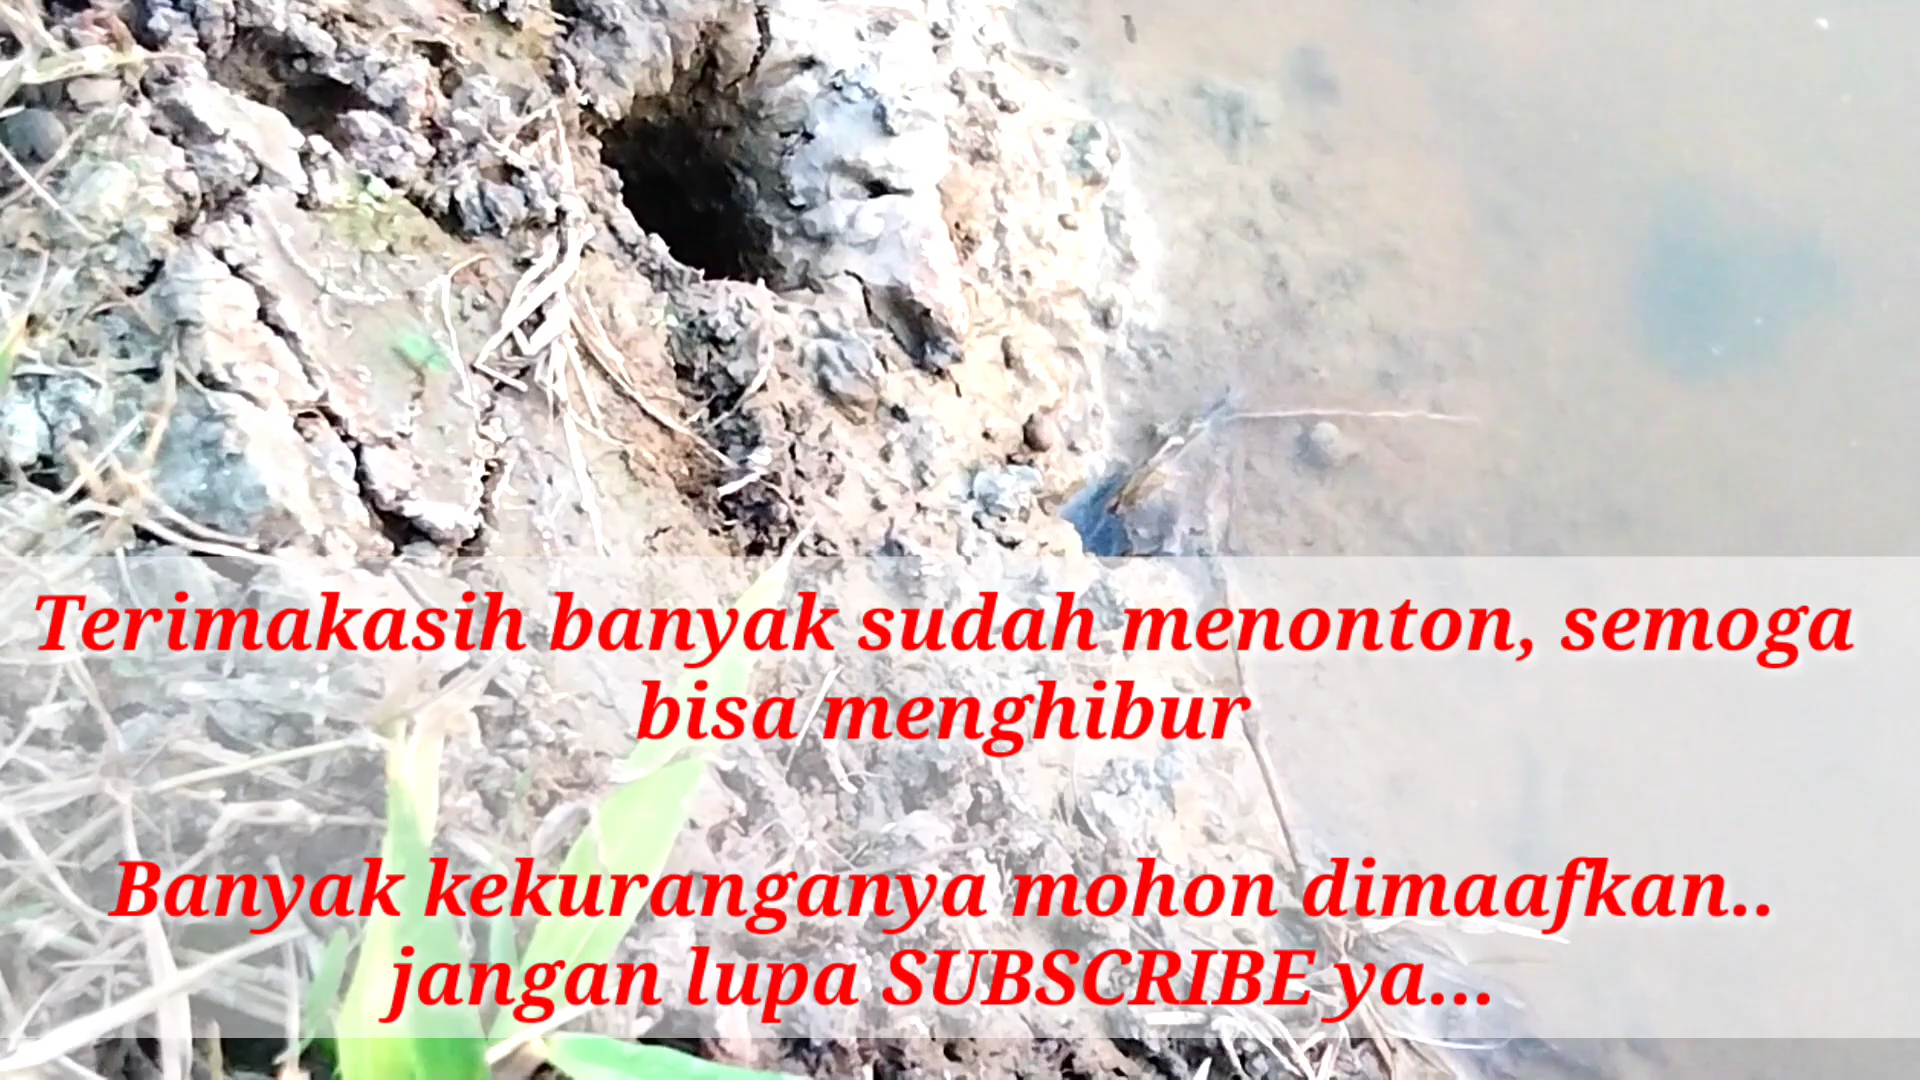 Terimakasih banyak sudah menonton, semoga
bisa menghibur
Banyak kekuranganya mohon dimaafkan..
jangan lupa SUBSCRIBE ya...